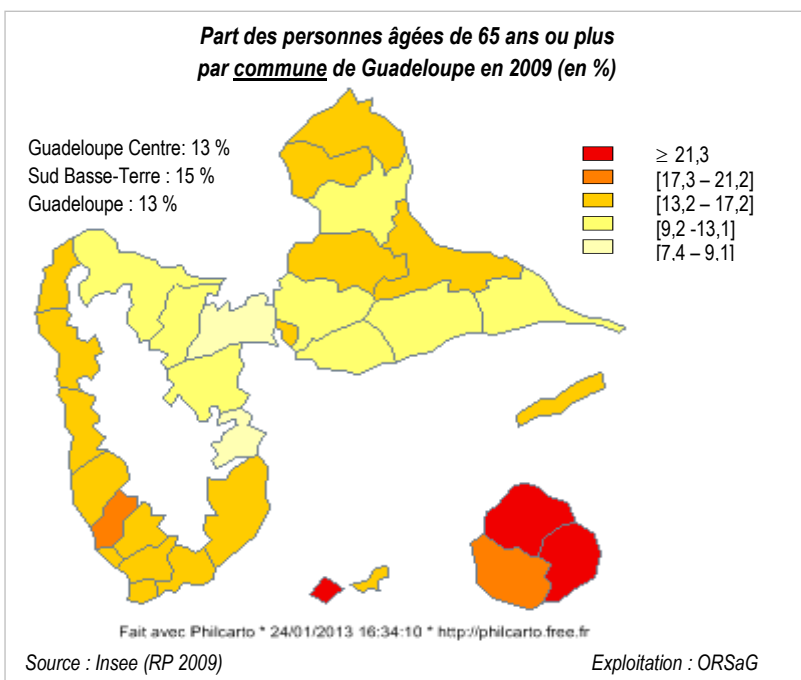 Part des personnes âgées de 65 ans ou plus
par commune de Guadeloupe en 2009 (en %)
Guadeloupe Centre: 13 %
Sud Basse-Terre : 15 %
Guadeloupe : 13 %
≥ 21,3
[17,3 – 21,2]
[13,2 – 17,2]
[9,2 -13,1]
[7,4 – 9,1]
Fait avec Philcarto * 24/01/2013 16:34:10 * http://philcarto.free.fr
Source : Insee (RP 2009)
Exploitation : ORSaG